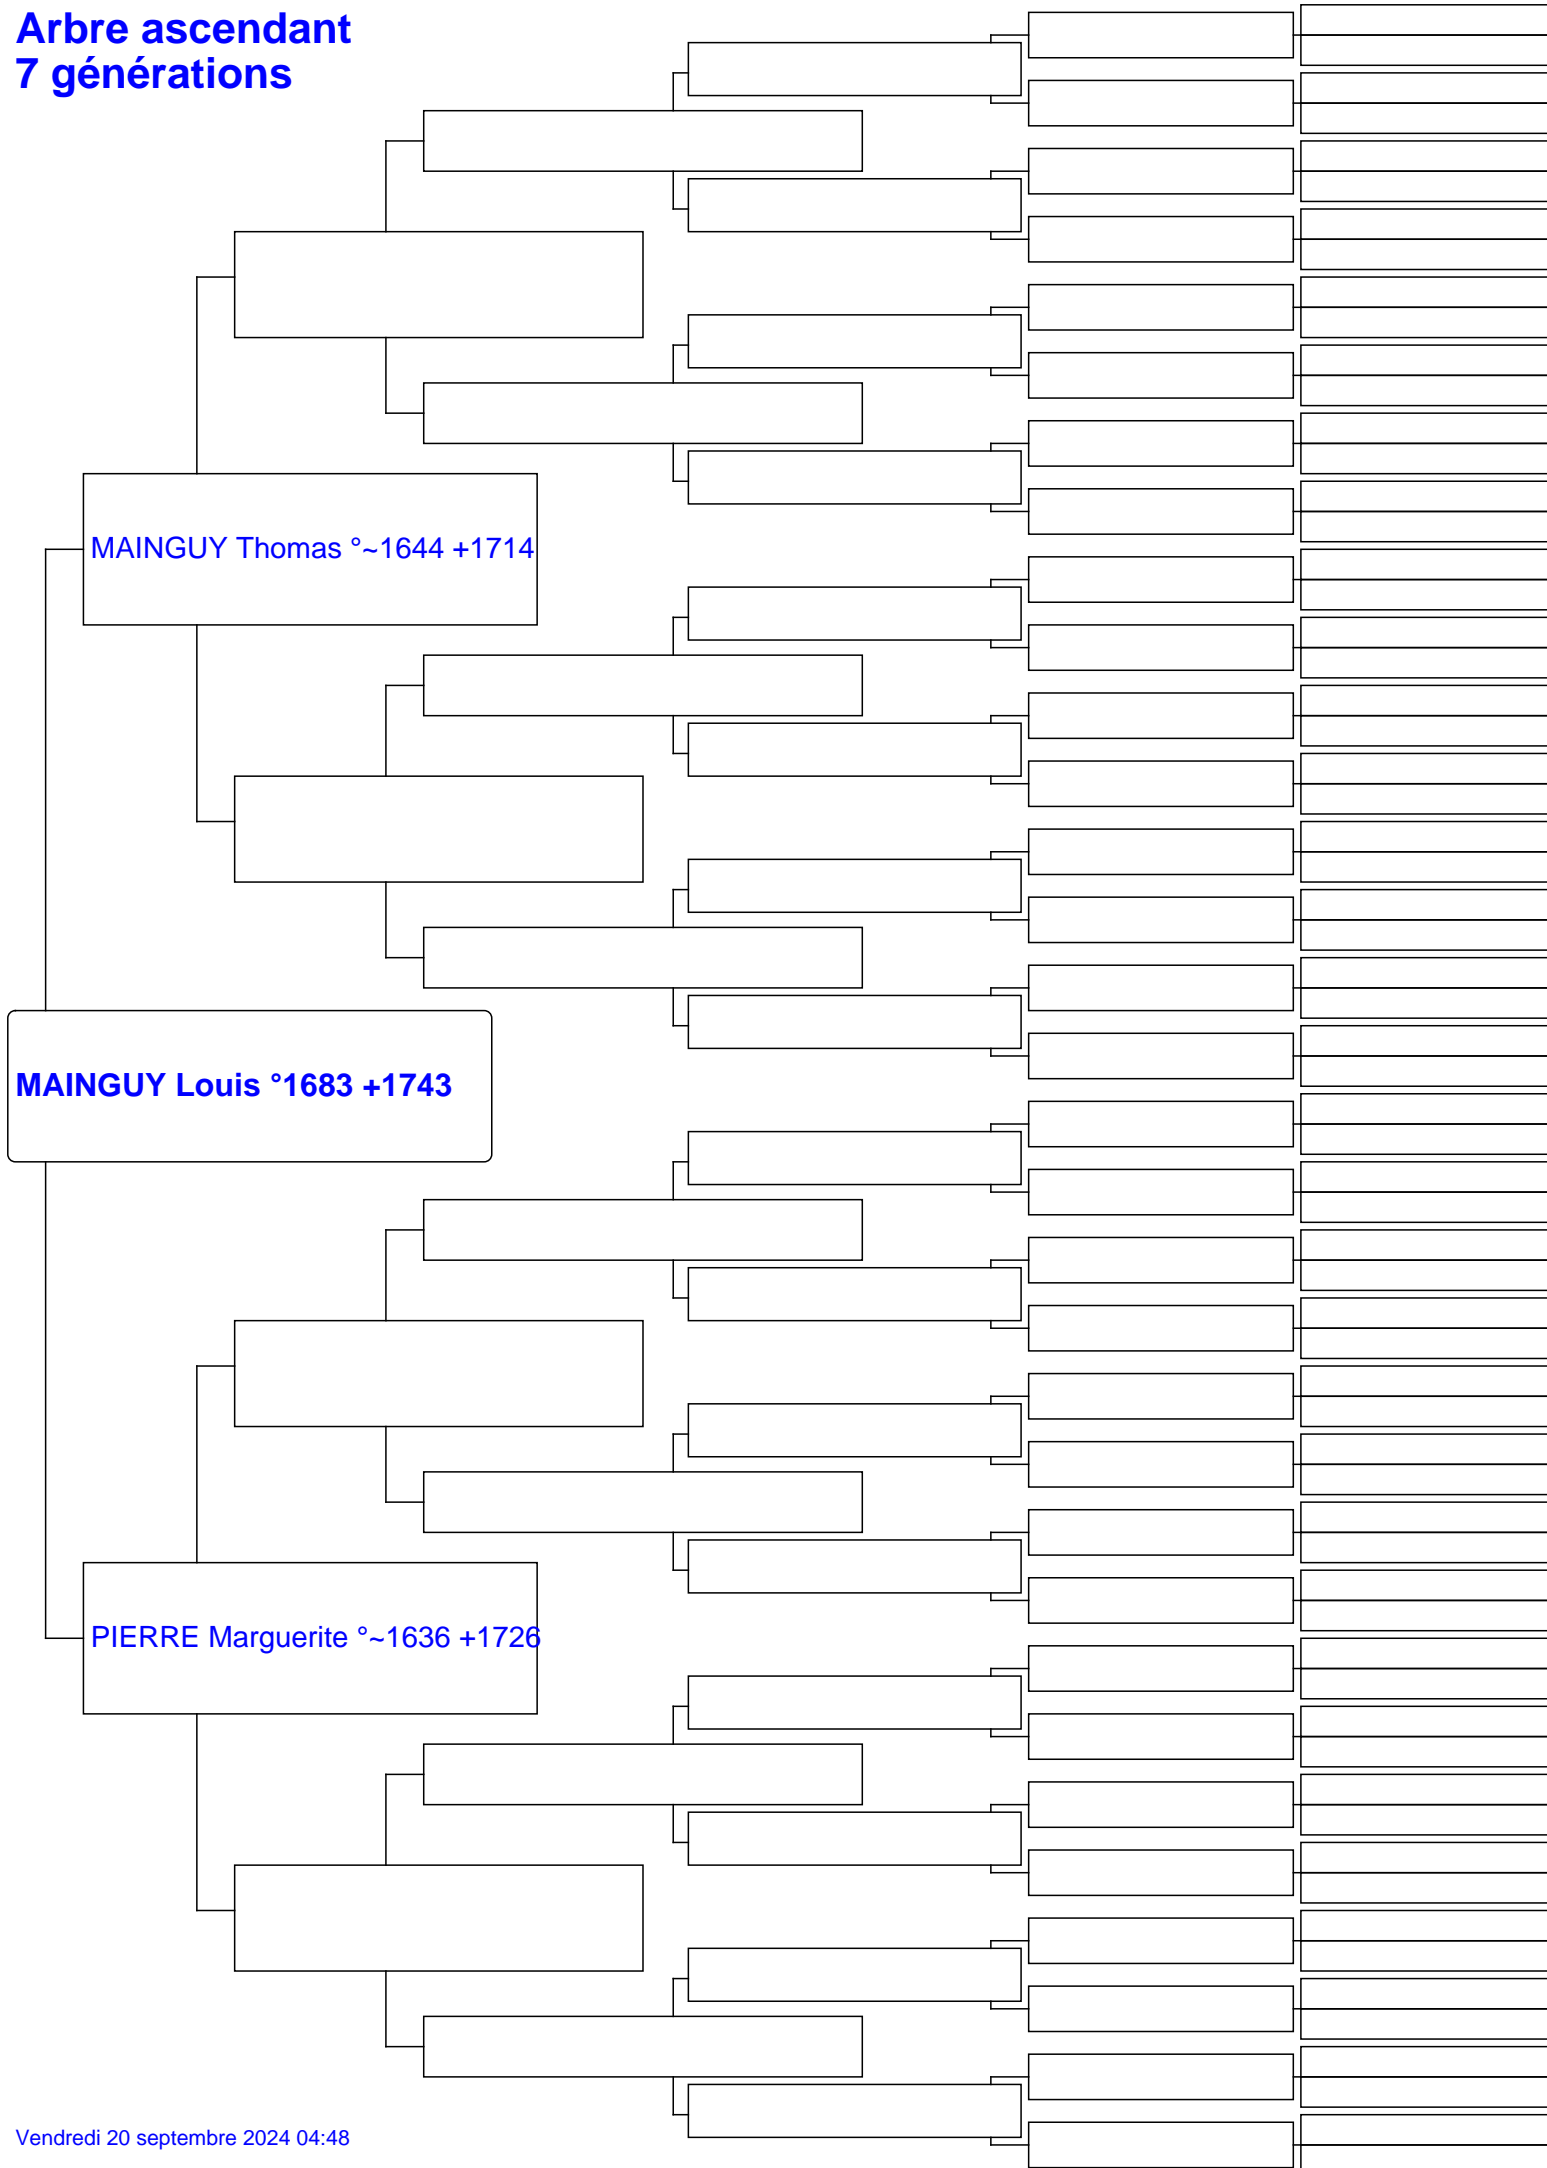 Arbre ascendant
7 générations
MAINGUY Thomas °~1644 +1714
MAINGUY Louis °1683 +1743
PIERRE Marguerite °~1636 +1726
Vendredi 20 septembre 2024 04:48